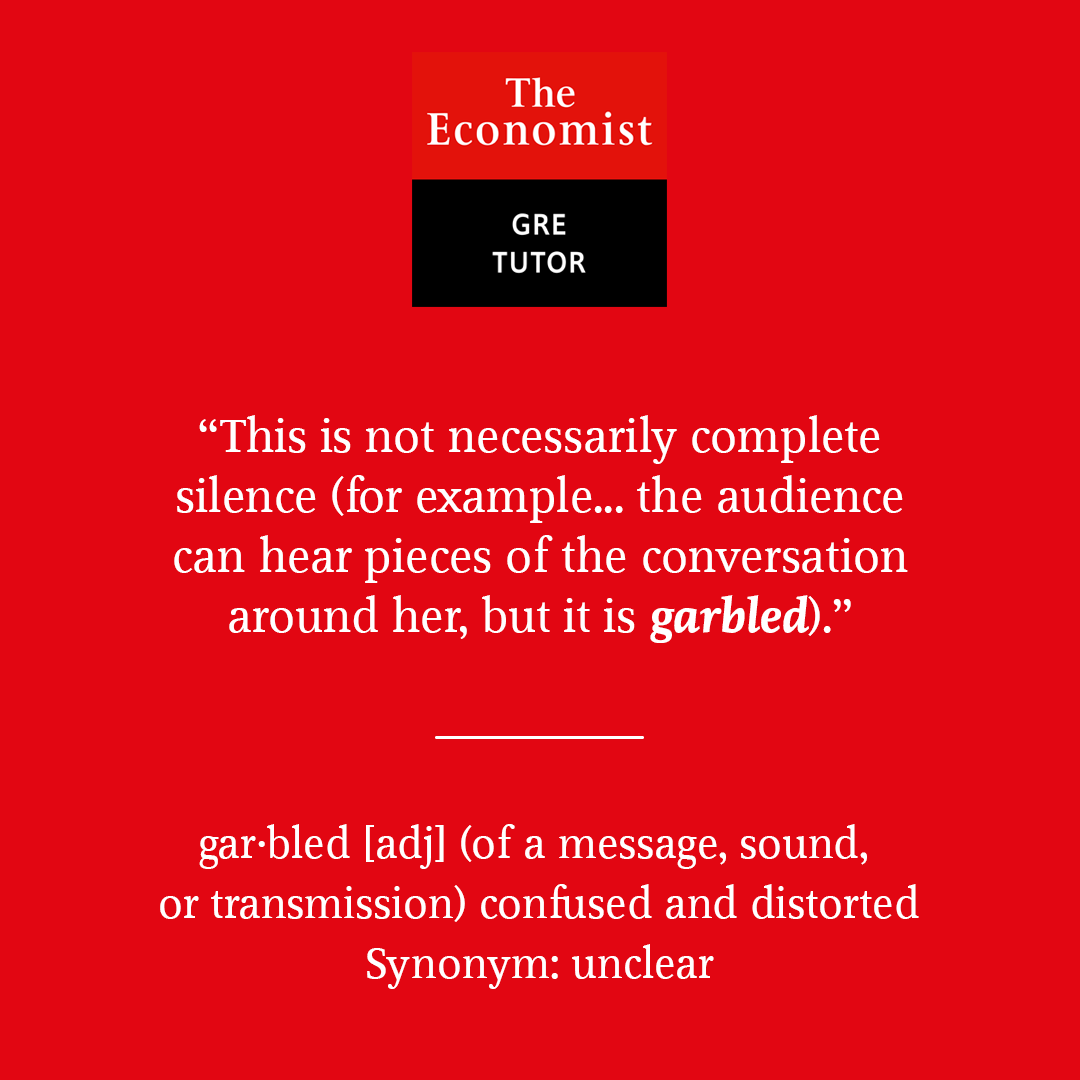 The
Economist
GRE
TUTOR
“This is not necessarily complete
silence (for example... the audience
can hear pieces of the conversation
around her, but it is garbled).”
gar·bled [adj] (of a message, sound,
or transmission) confused and distorted
Synonym: unclear